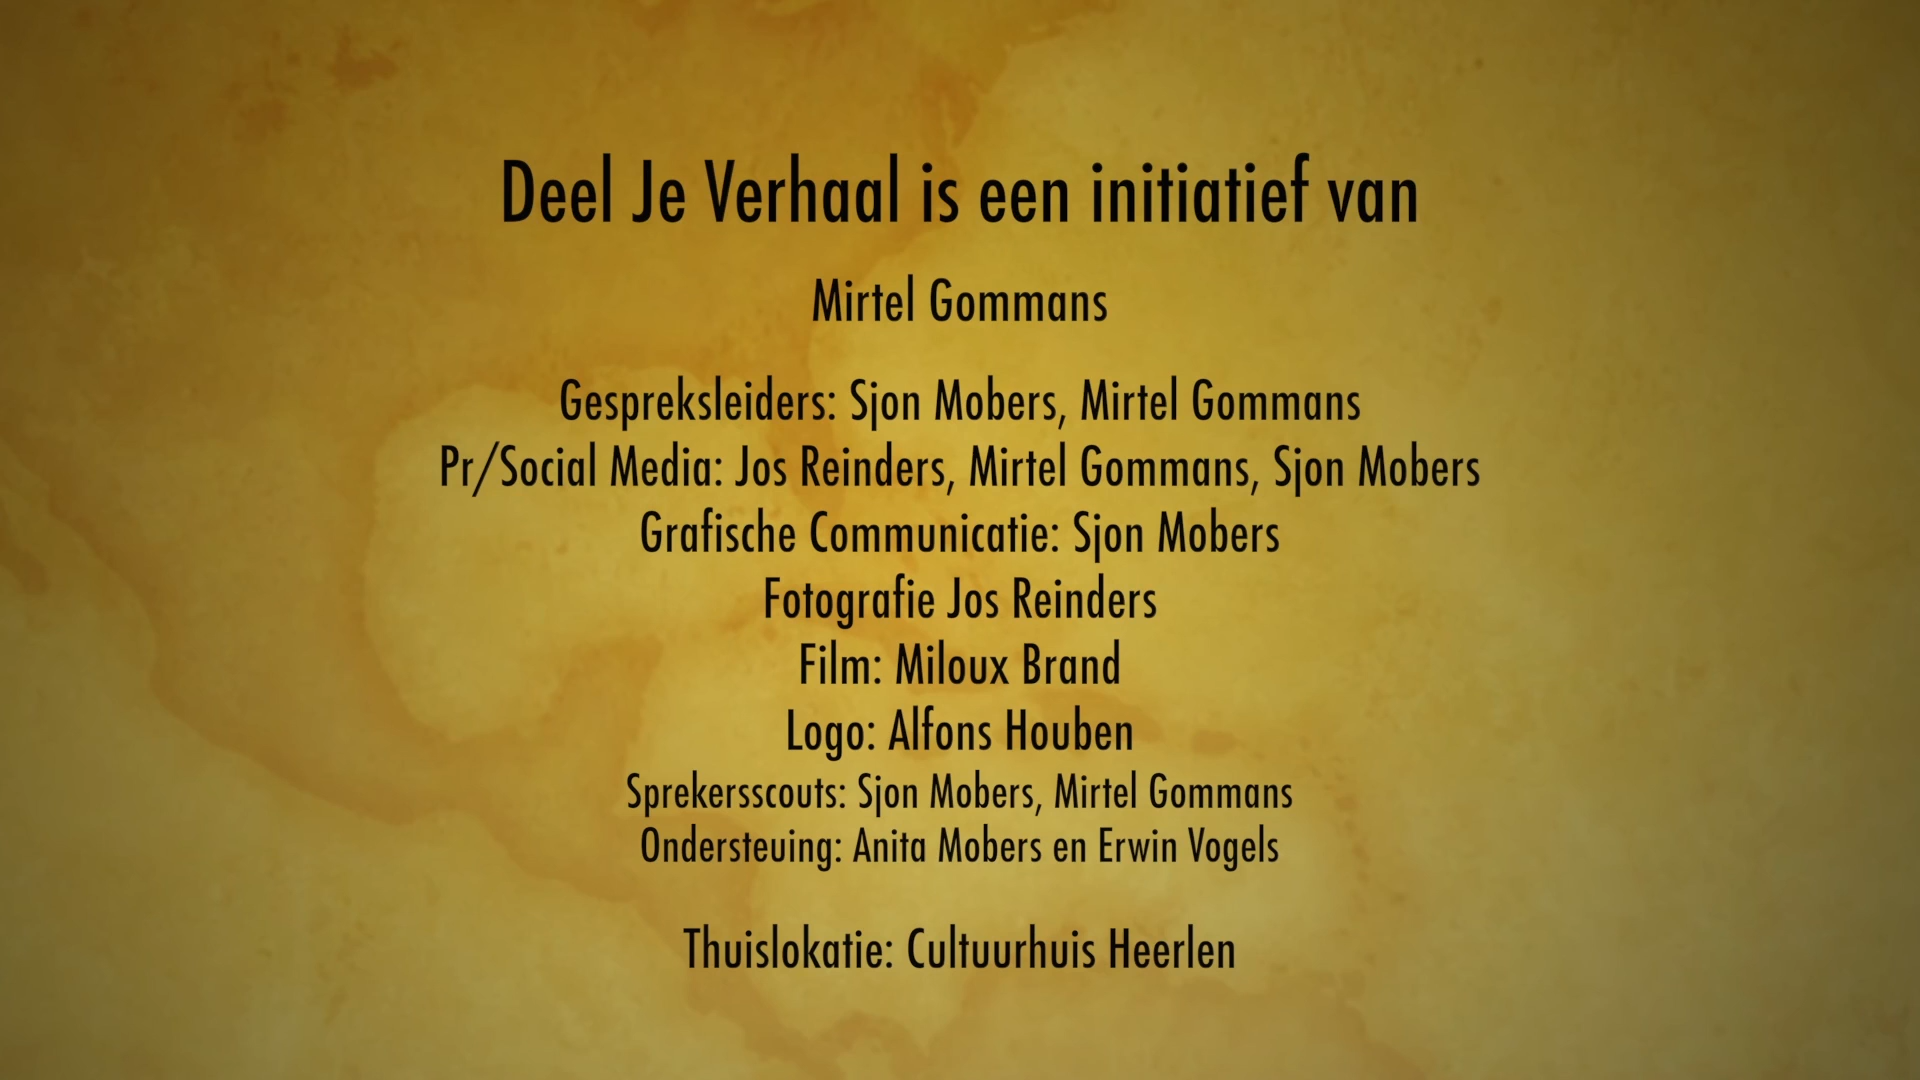 Deel Je Verhaal is een initiatief van
Mirtel Gommans
Gespreksleiders: Sjon Mobers, Mirtel Gommans
Pr/Social Media: Jos Reinders, Mirtel Gommans, Sjon Mobers
Grafische Communicatie: Sjon Mobers
Fotografie Jos Reinders
Film: Miloux Brand
Logo: Alfons Houben
Sprekersscouts: Sjon Mobers, Mirtel Gommans
Ondersteuing: Anita Mobers en Erwin Vogels
Thuislokatie: Cultuurhuis Heerlen